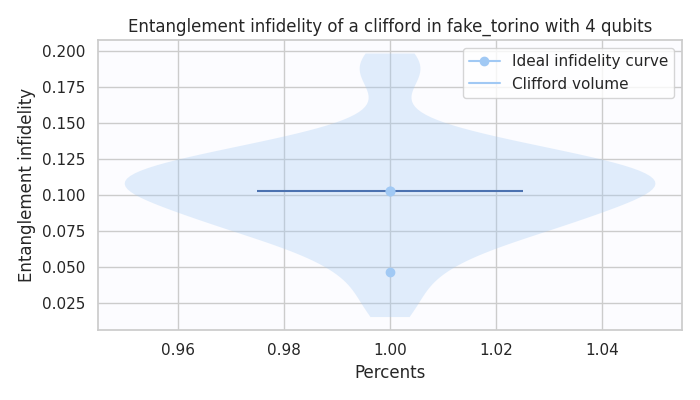 Entanglement infidelity of a clifford in fake_torino with 4 qubits
Ideal infidelity curve
Clifford volume
Entanglement infidelity
0.200
0.175
0.150
0.125
0.100
0.075
0.050
0.025
0.96
0.98
1.00
1.02
1.04
Percents